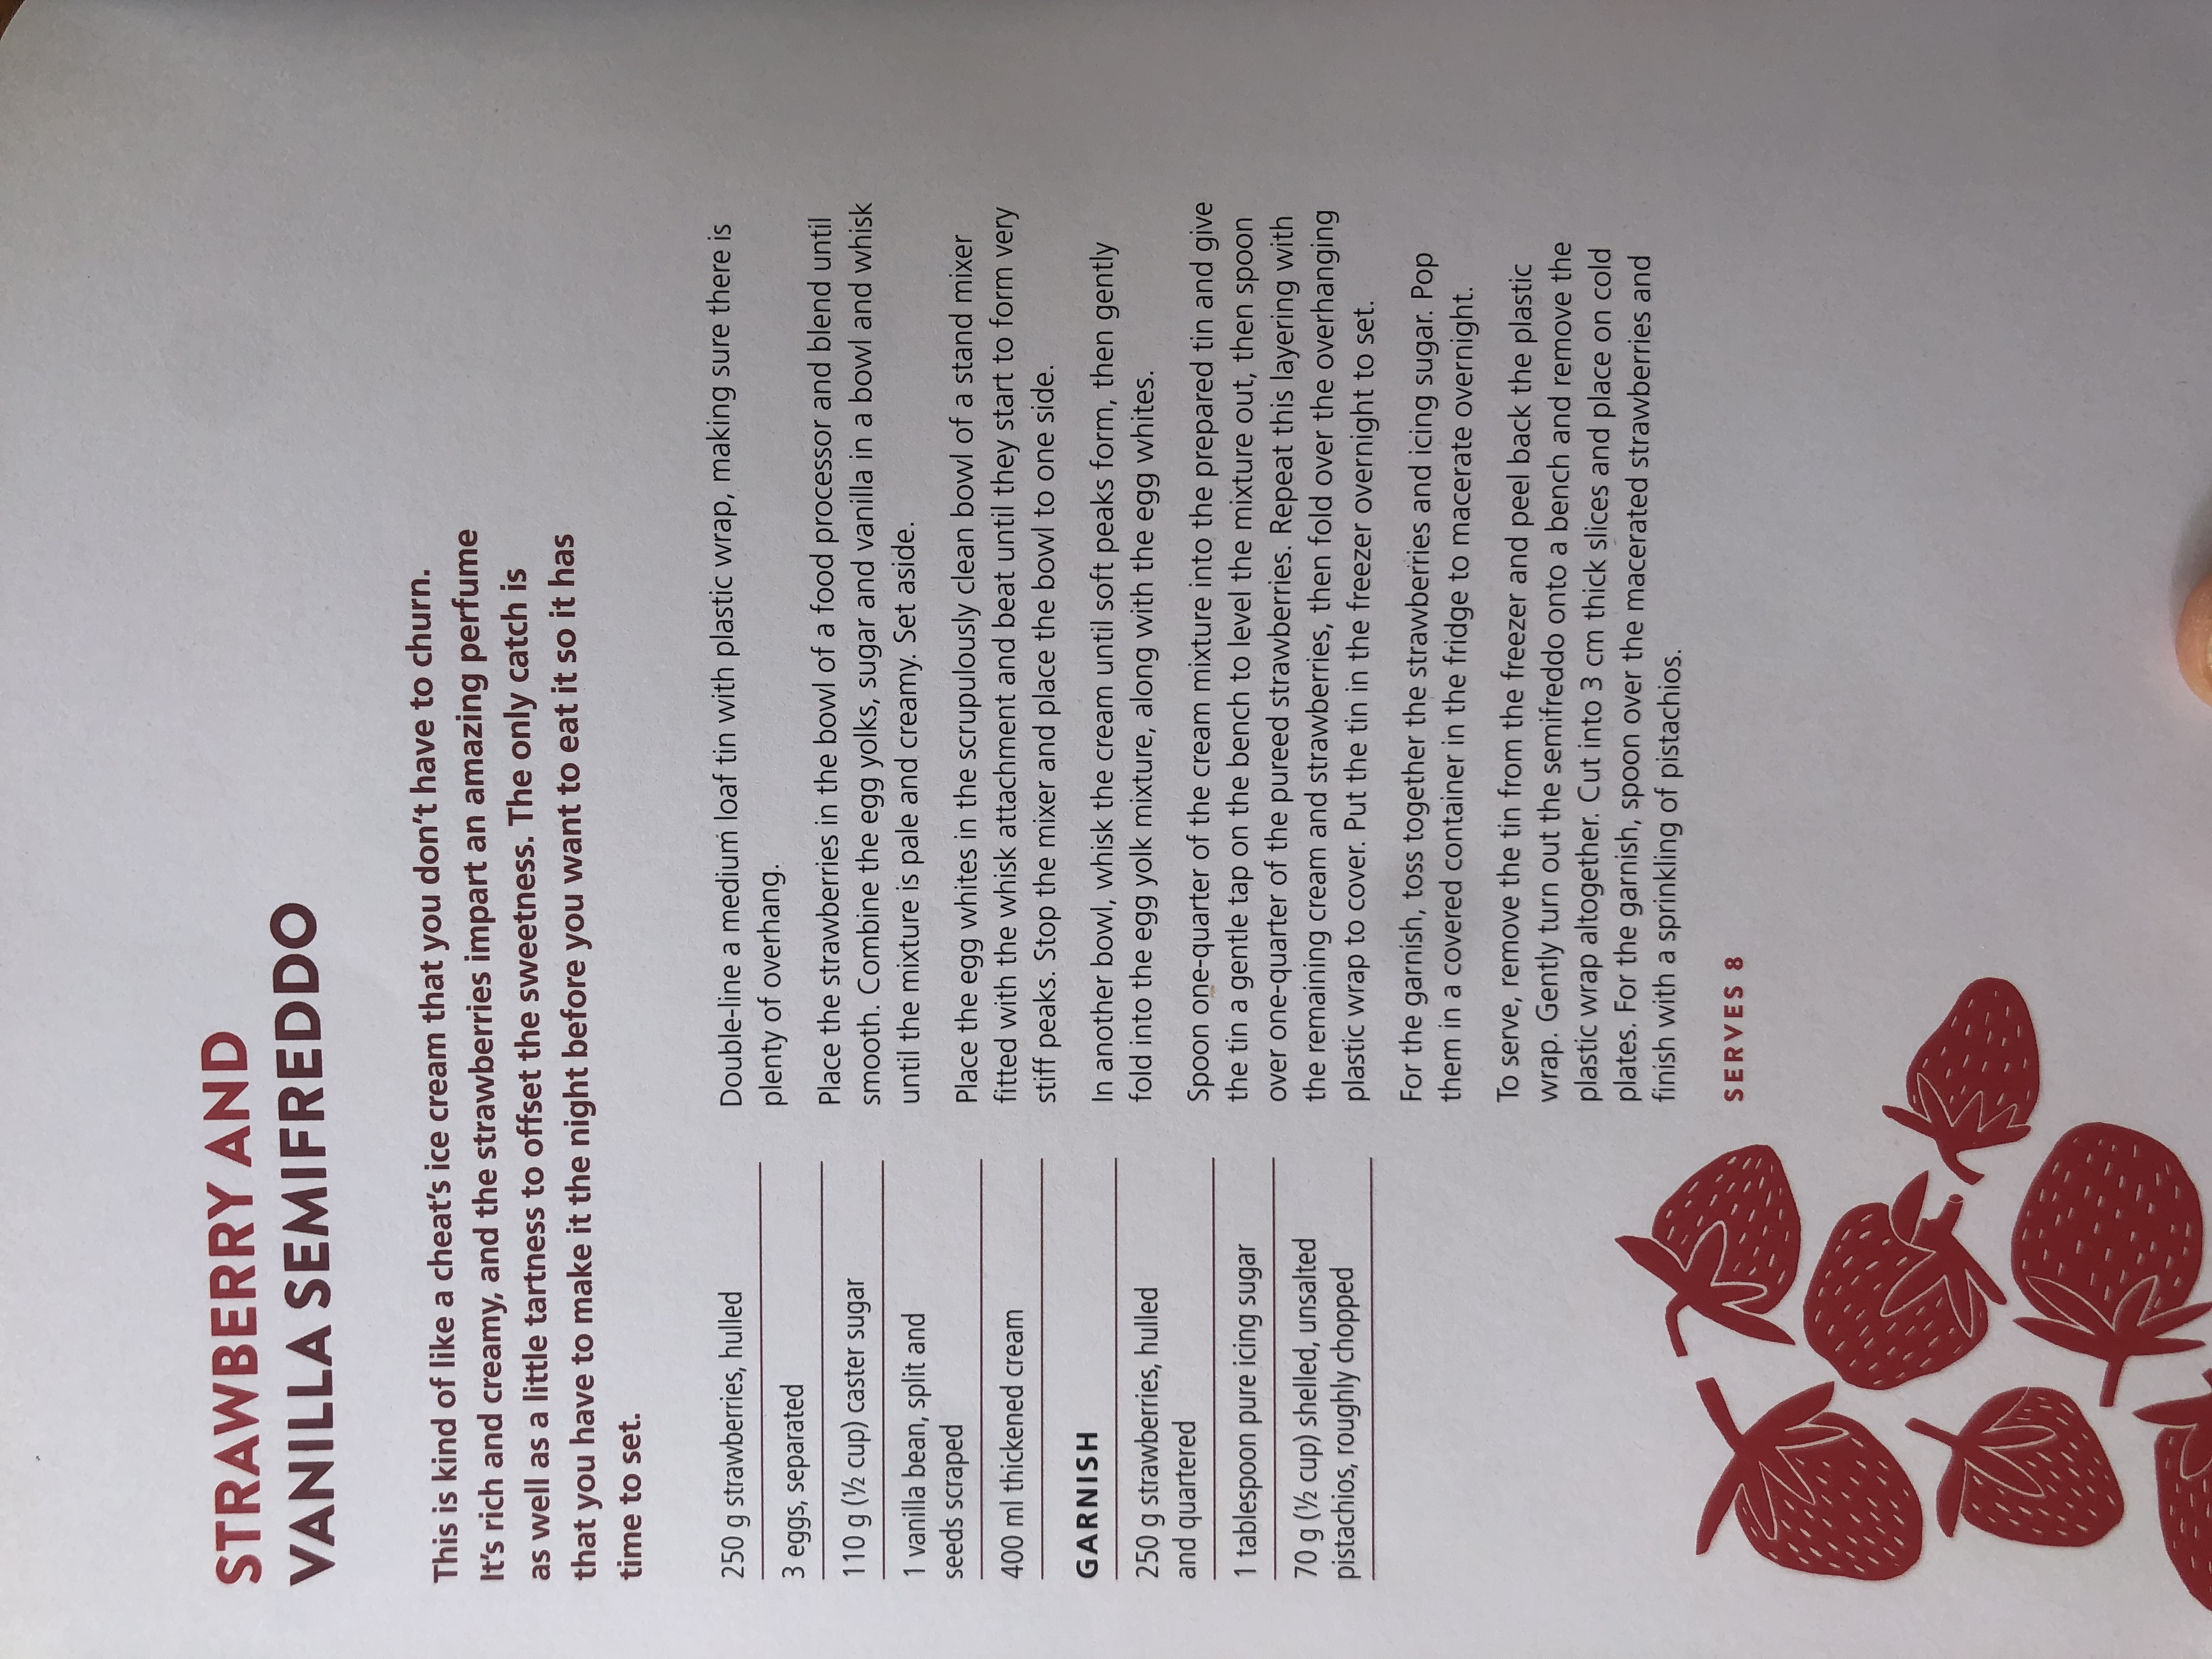 STRAWBERRY AND
VANILLA SEMIFREDDO
This is kind of like a cheat's ice cream that you don't have to churn.
It's rich and creamy, and the strawberries impart an amazing perfume
as well as a little tartness to offset the sweetness. The only catch is
that you have to make it the night before you want to eat it so it has
time to set.
250 g strawberries, hulled
3 eggs, separated
110 g (½ cup) caster sugar
1 vanilla bean, split and
seeds scraped
400 ml thickened cream
GARNISH
250 g strawberries, hulled
and quartered
1 tablespoon pure icing sugar
70 g (½ cup) shelled, unsalted
pistachios, roughly chopped
Double-line a medium loaf tin with plastic wrap, making sure there is
plenty of overhang.
Place the strawberries in the bowl of a food processor and blend until
smooth. Combine the egg yolks, sugar and vanilla in a bowl and whisk
until the mixture is pale and creamy. Set aside.
Place the egg whites in the scrupulously clean bowl of a stand mixer
fitted with the whisk attachment and beat until they start to form very
stiff peaks. Stop the mixer and place the bowl to one side.
In another bowl, whisk the cream until soft peaks form, then gently
fold into the egg yolk mixture, along with the egg whites.
Spoon one-quarter of the cream mixture into the prepared tin and give
the tin a gentle tap on the bench to level the mixture out, then spoon
over one-quarter of the pureed strawberries. Repeat this layering with
the remaining cream and strawberries, then fold over the overhanging
plastic wrap to cover. Put the tin in the freezer overnight to set.
For the garnish, toss together the strawberries and icing sugar. Pop
them in a covered container in the fridge to macerate overnight.
To serve, remove the tin from the freezer and peel back the plastic
wrap. Gently turn out the semifreddo onto a bench and remove the
plastic wrap altogether. Cut into 3 cm thick slices and place on cold
plates. For the garnish, spoon over the macerated strawberries and
finish with a sprinkling of pistachios.
SERVES 8